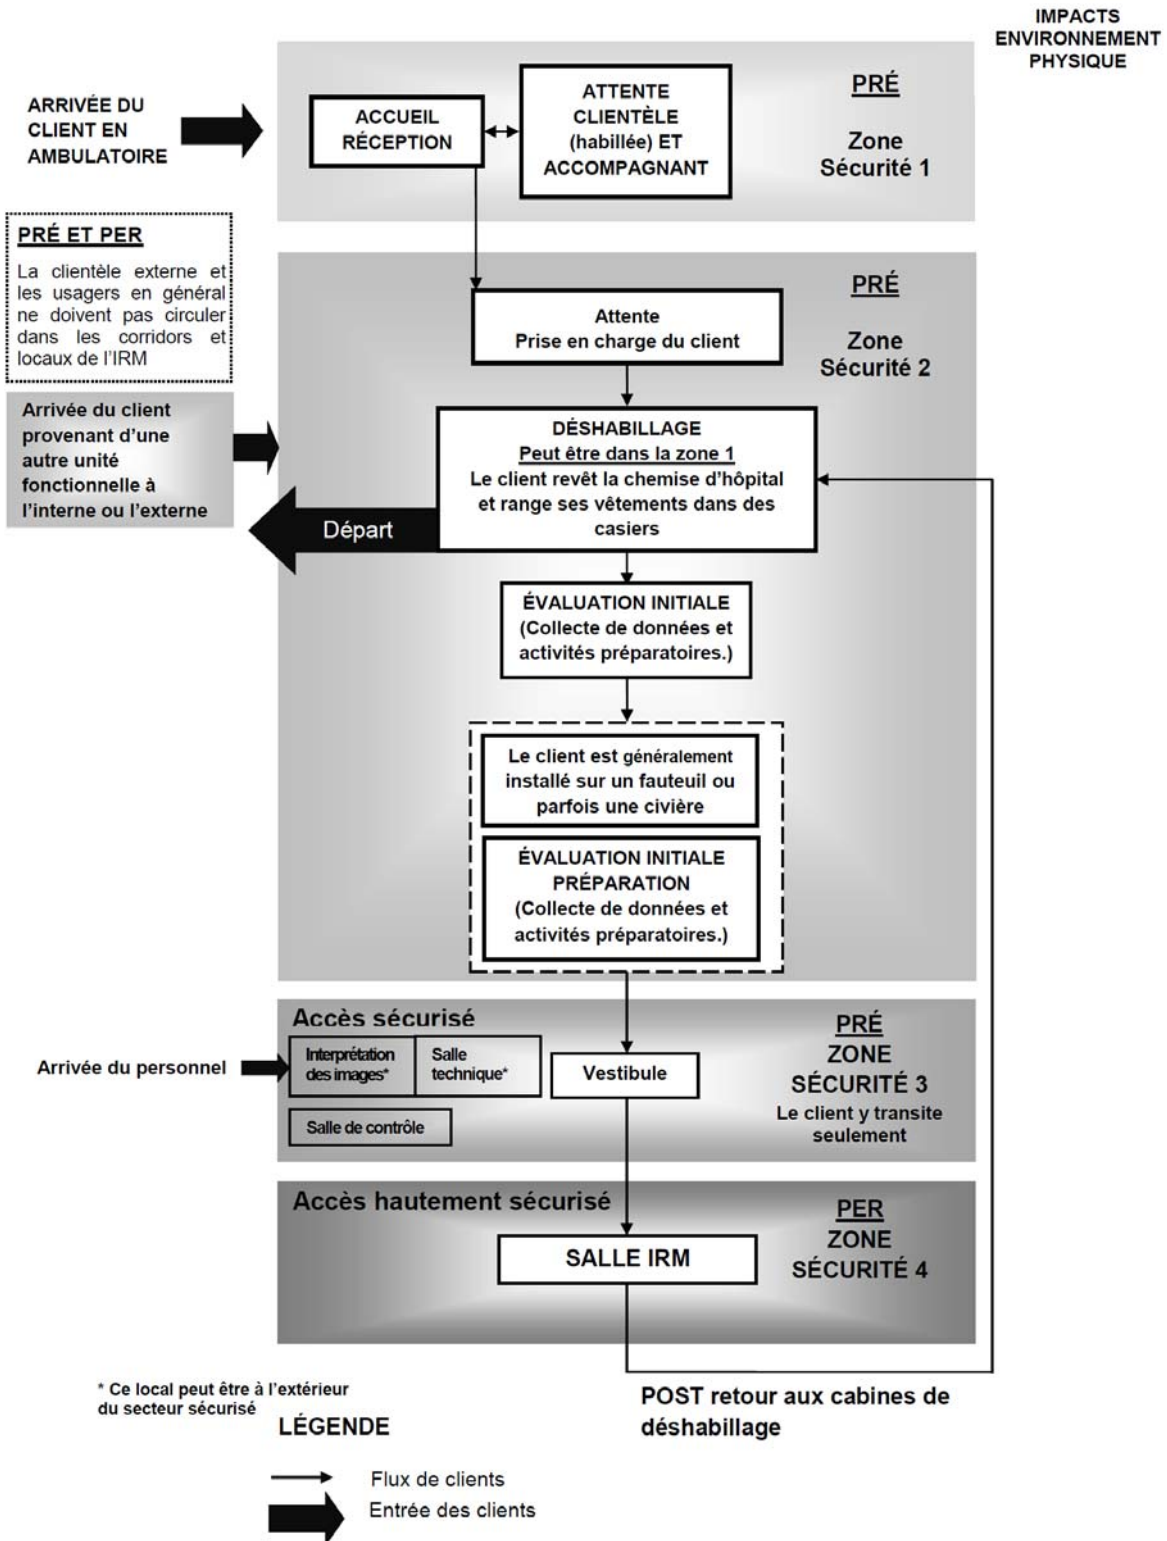 IMPACTS
ENVIRONNEMENT
PHYSIQUE
ARRIVÉE DU
CLIENT EN
AMBULATOIRE
ACCUEIL
RÉCEPTION
ATTENTE
CLIENTÈLE
(habillée) ET
ACCOMPAGNANT
PRÉ
Zone
Sécurité 1
PRÉ ET PER
La clientèle externe et
les usagers en général
ne doivent pas circuler
dans les corridors et
locaux de l'IRM
Attente
Prise en charge du client
PRÉ
Zone
Sécurité 2
Arrivée du client
provenant d'une
autre unité
fonctionnelle à
l'interne ou l'externe
DÉSHABILLAGE
Peut être dans la zone 1
Le client revêt la chemise d'hôpital
et range ses vêtements dans des
casiers
Départ
ÉVALUATION INITIALE
(Collecte de données et
activités préparatoires.)
Le client est généralement
installé sur un fauteuil ou
parfois une civière
ÉVALUATION INITIALE
PRÉPARATION
(Collecte de données et
activités préparatoires.)
Accès sécurisé
Arrivée du personnel
Interprétation
des images*
Salle
technique*
Salle de contrôle
Vestibule
PRÉ
ZONE
SÉCURITÉ 3
Le client y transite
seulement
Accès hautement sécurisé
SALLE IRM
PER
ZONE
SÉCURITÉ 4
* Ce local peut être à l'extérieur
du secteur sécurisé
POST retour aux cabines de
déshabillage
LÉGENDE
Flux de clients
Entrée des clients